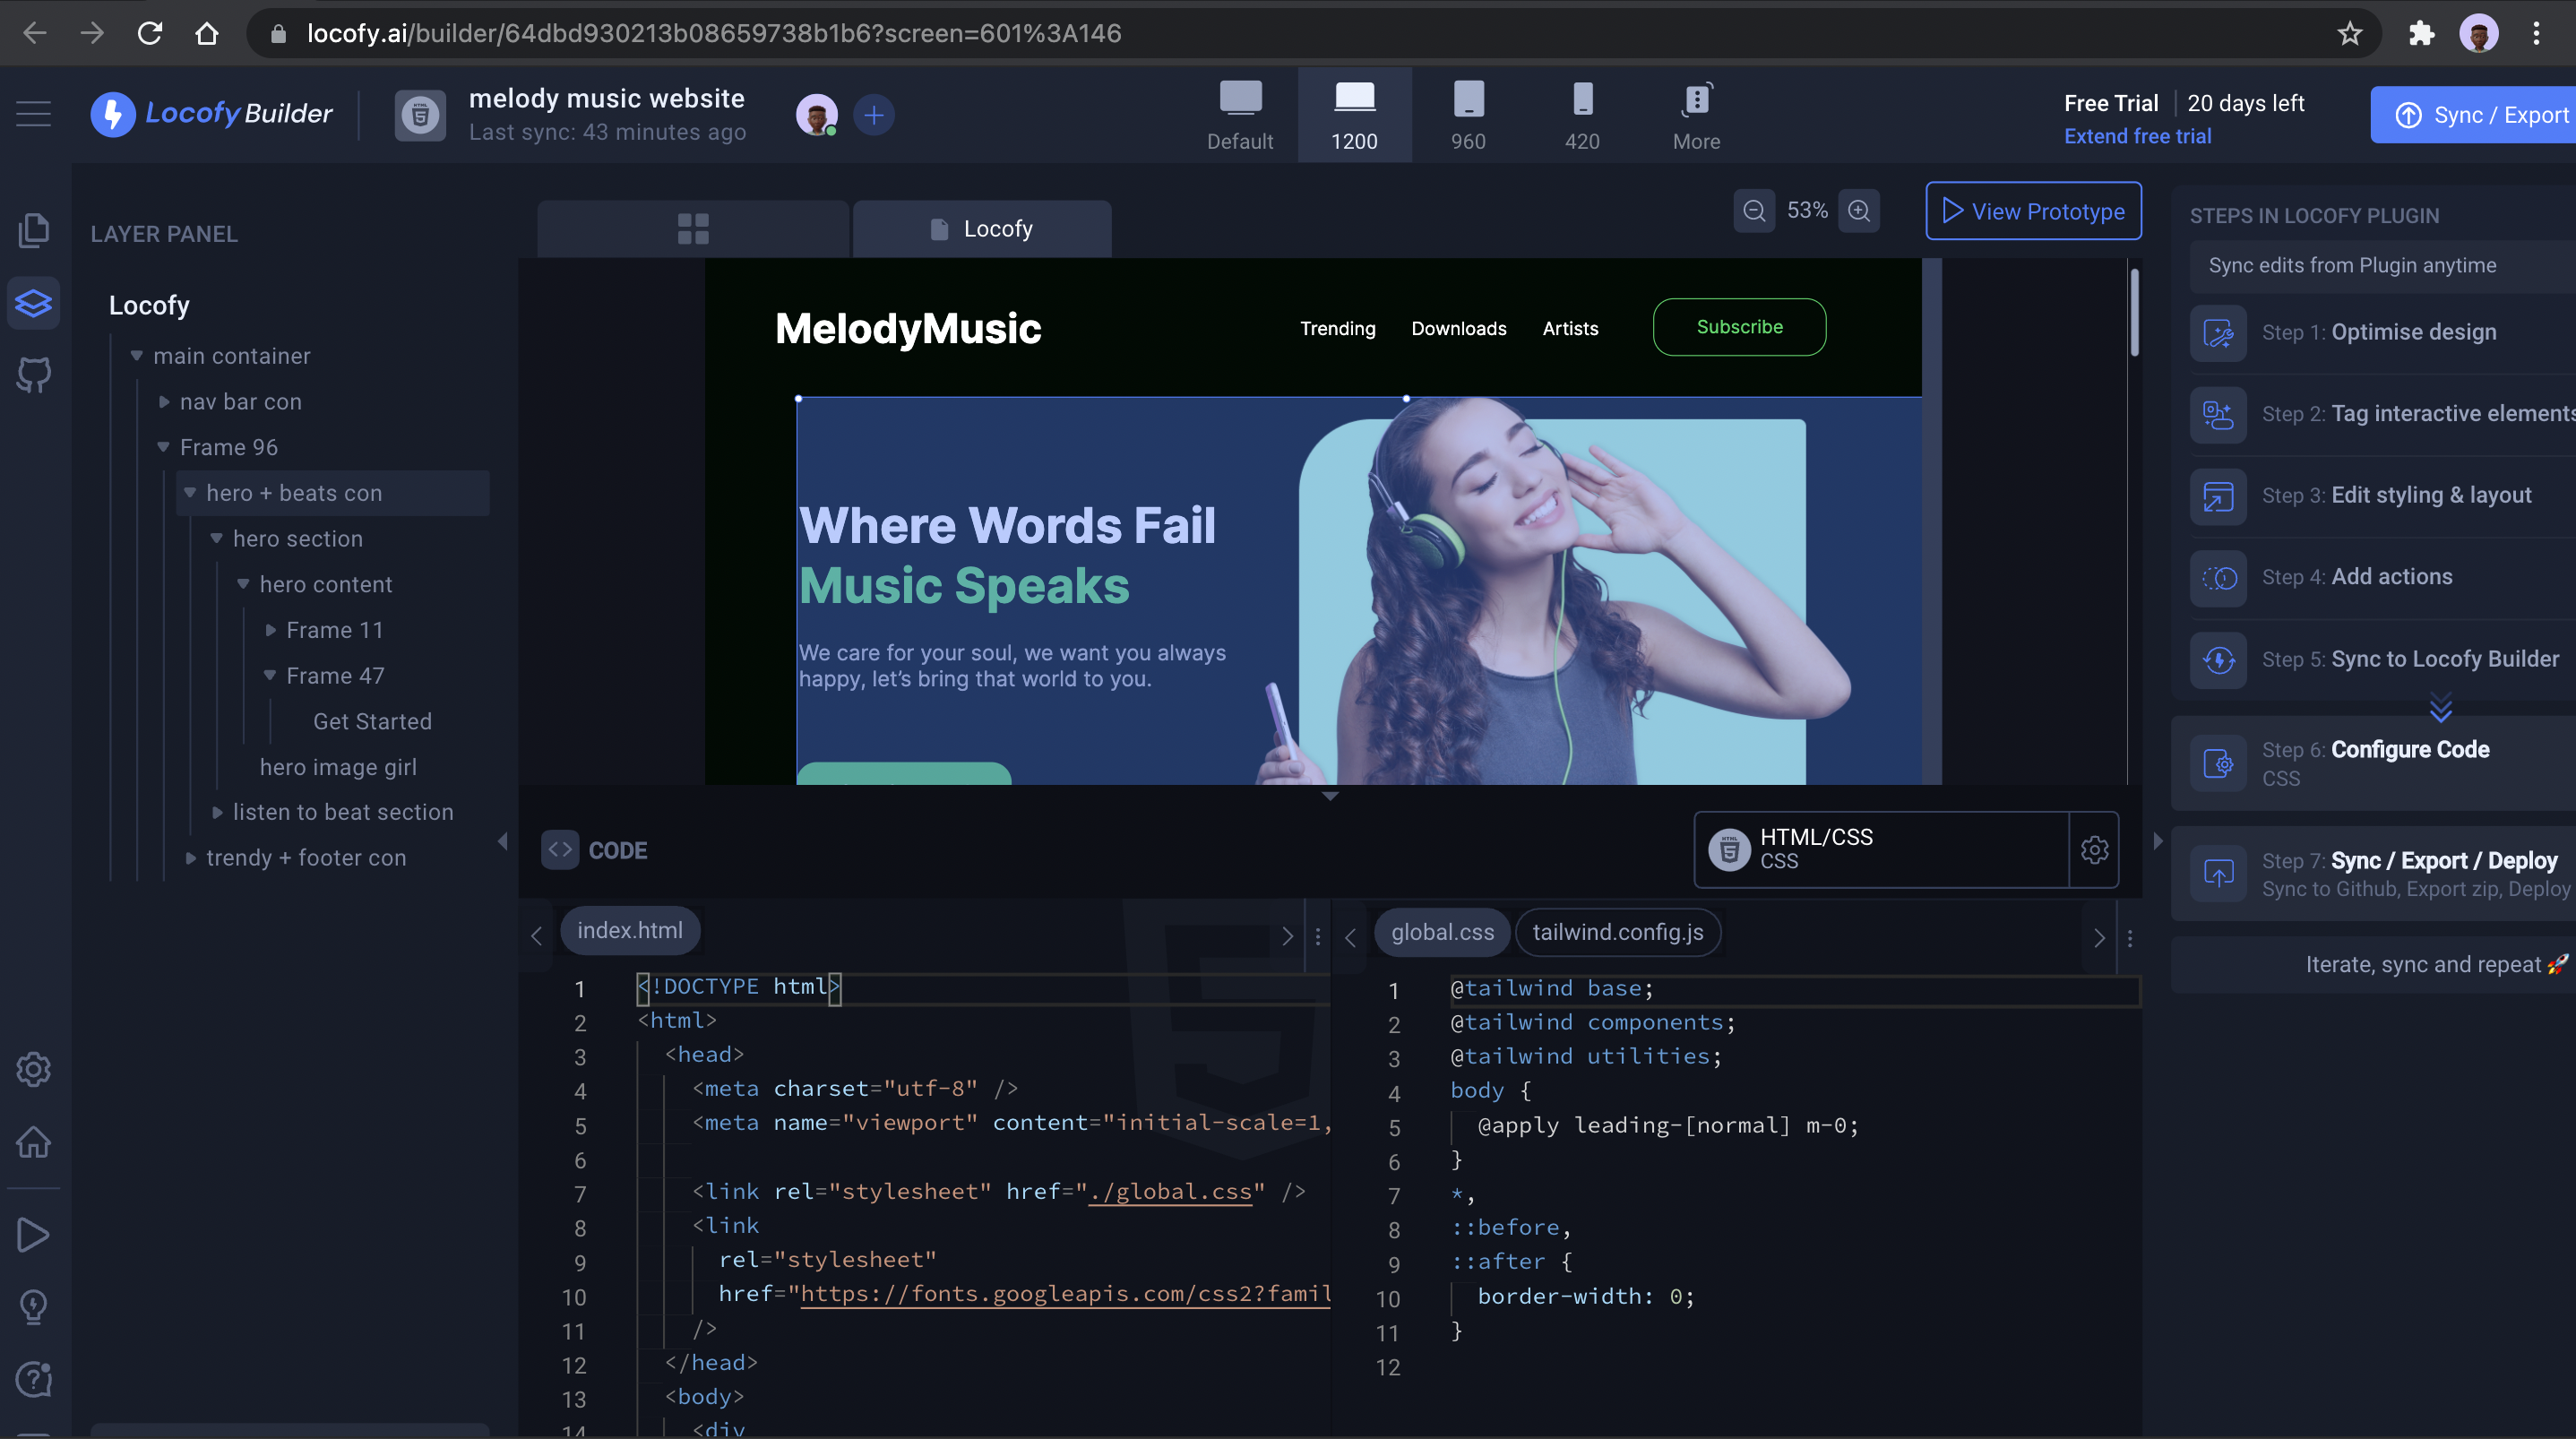 locofy.ai/builder/64dbd930213b08659738b1b6?screen=601%3A146
Locofy Builder
melody music website
Last sync: 43 minutes ago
Default
1200
960
420
More
Free Trial
20 days left
Extend free trial
Sync / Export
LAYER PANEL
Locofy
main container
nav bar con
Frame 96
hero + beats con
hero section
hero content
Frame 11
Frame 47
Get Started
hero image girl
listen to beat section
trendy + footer con
Locofy
53%
View Prototype
MelodyMusic
Trending
Downloads
Artists
Subscribe
Where Words Fail
Music Speaks
We care for your soul, we want you always
happy, let’s bring that world to you.
CODE
HTML/CSS
CSS
index.html
1 <!DOCTYPE html>
2 <html>
3 <head>
4 <meta charset="utf-8" />
5 <meta name="viewport" content="initial-scale=1,
6
7 <link rel="stylesheet" href="./global.css" />
8 <link
9 rel="stylesheet"
10 href="https://fonts.googleapis.com/css2?famil
11 />
12 </head>
13 <body>
14 <div
global.css
tailwind.config.js
1 @tailwind base;
2 @tailwind components;
3 @tailwind utilities;
4 body {
5 @apply leading-[normal] m-0;
6 }
7 *,
8 ::before,
9 ::after {
10 border-width: 0;
11 }
12
STEPS IN LOCOFY PLUGIN
Sync edits from Plugin anytime
Step 1: Optimise design
Step 2: Tag interactive elements
Step 3: Edit styling & layout
Step 4: Add actions
Step 5: Sync to Locofy Builder
Step 6: Configure Code
CSS
Step 7: Sync / Export / Deploy
Sync to Github, Export zip, Deploy
Iterate, sync and repeat 🚀